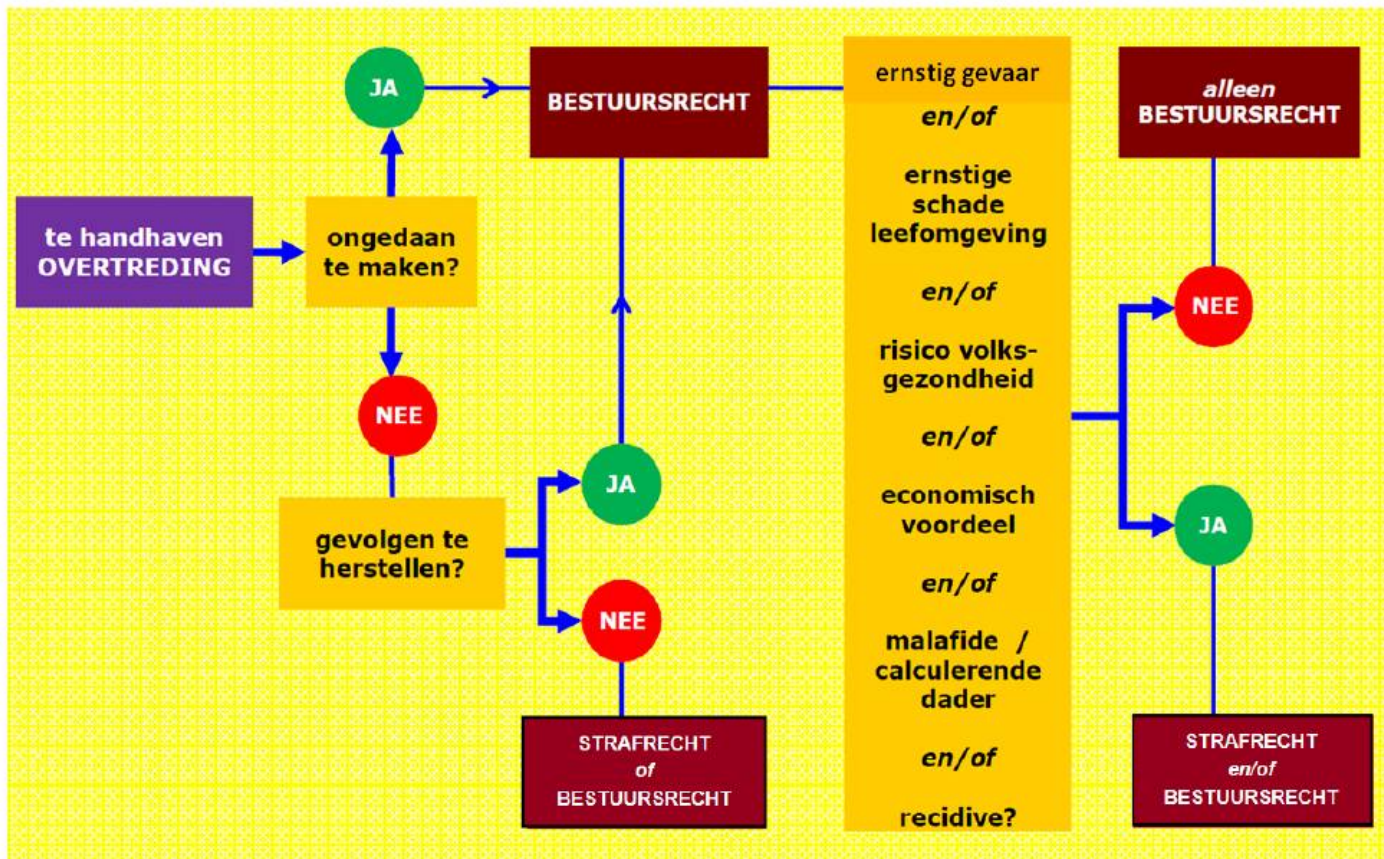 te handhaven
OVERTREDING
ongedaan
te maken?
JA
NEE
gevolgen te
herstellen?
JA
NEE
BESTUURSRECHT
STRAFRECHT
of
BESTUURSRECHT
ernstig gevaar
en/of
ernstige
schade
leefomgeving
en/of
risico volks-
gezondheid
en/of
economisch
voordeel
en/of
malafide /
calculerende
dader
en/of
recidive?
alleen
BESTUURSRECHT
NEE
JA
STRAFRECHT
en/of
BESTUURSRECHT